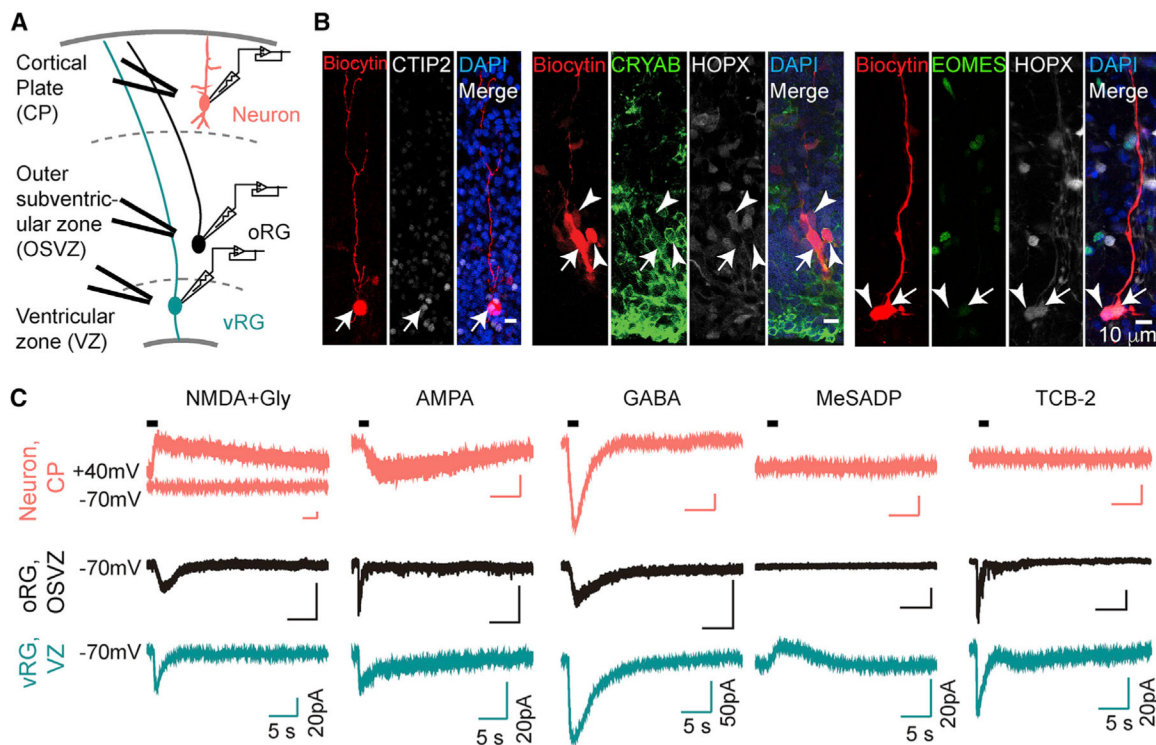 A
Cortical
Plate
(CP)
Neuron
Outer
subventric-
ular zone
(OSVZ)
oRG
Ventricular
zone (VZ)
vRG
B
Biocytin
CTIP2
DAPI
Merge
Biocytin
CRYAB
HOPX
DAPI
Merge
Biocytin
EOMES
HOPX
DAPI
Merge
10 μm
C
NMDA+Gly
AMPA
GABA
MeSADP
TCB-2
Neuron,
CP
+40mV
-70mV
oRG,
OSVZ
-70mV
vRG,
VZ
-70mV
5 s
20pA
5 s
20pA
5 s
50pA
5 s
20pA
5 s
20pA